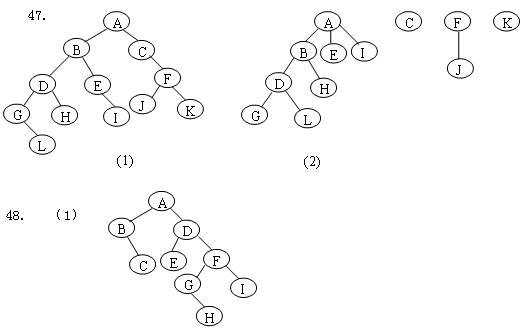 47.
A
B C
D E F
G H I J K
L
(1)
A C F K
B E I J
D H
G L
(2)
48. （1）
A
B D
C E F
G I
H